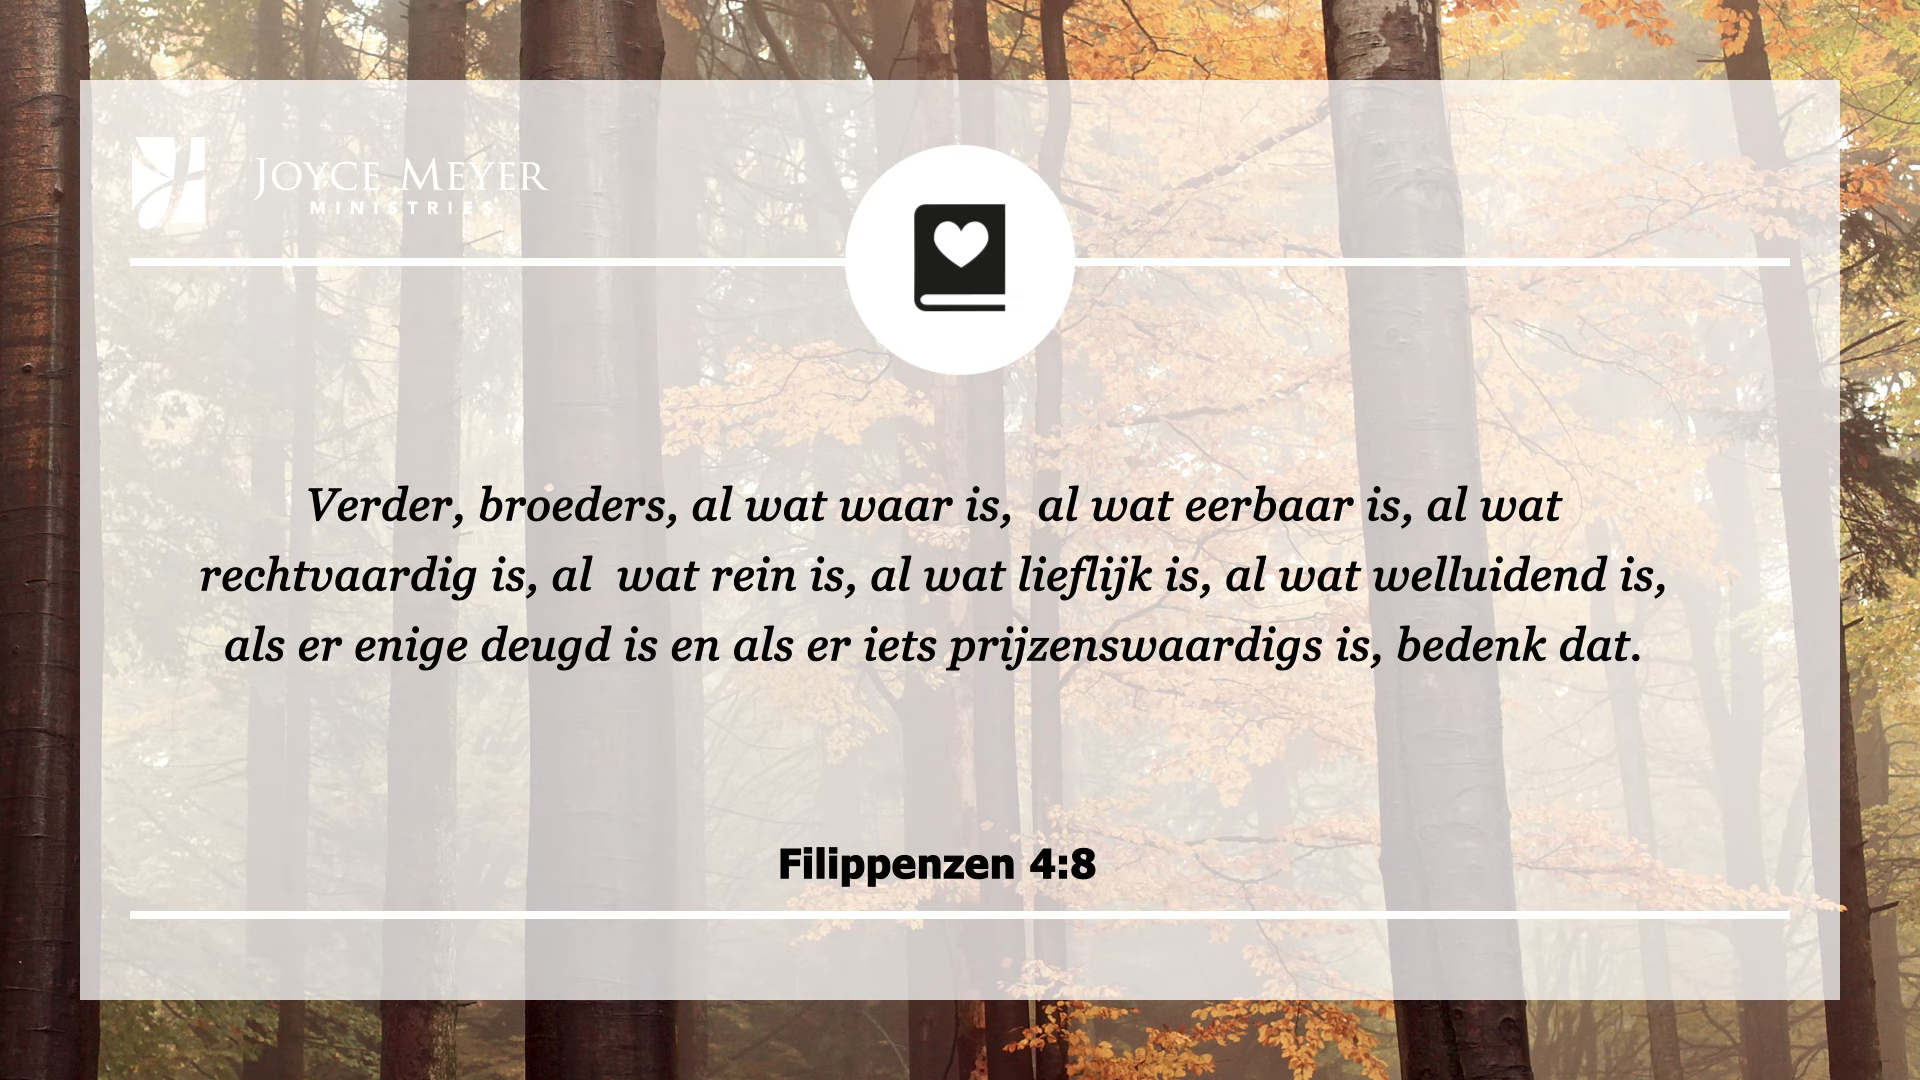 JOYCE MEYER
MINISTRIES
Verder, broeders, al wat waar is,  al wat eerbaar is, al wat
rechtvaardig is, al  wat rein is, al wat lieflijk is, al wat welluidend is,
als er enige deugd is en als er iets prijzenswaardigs is, bedenk dat.
Filippenzen 4:8